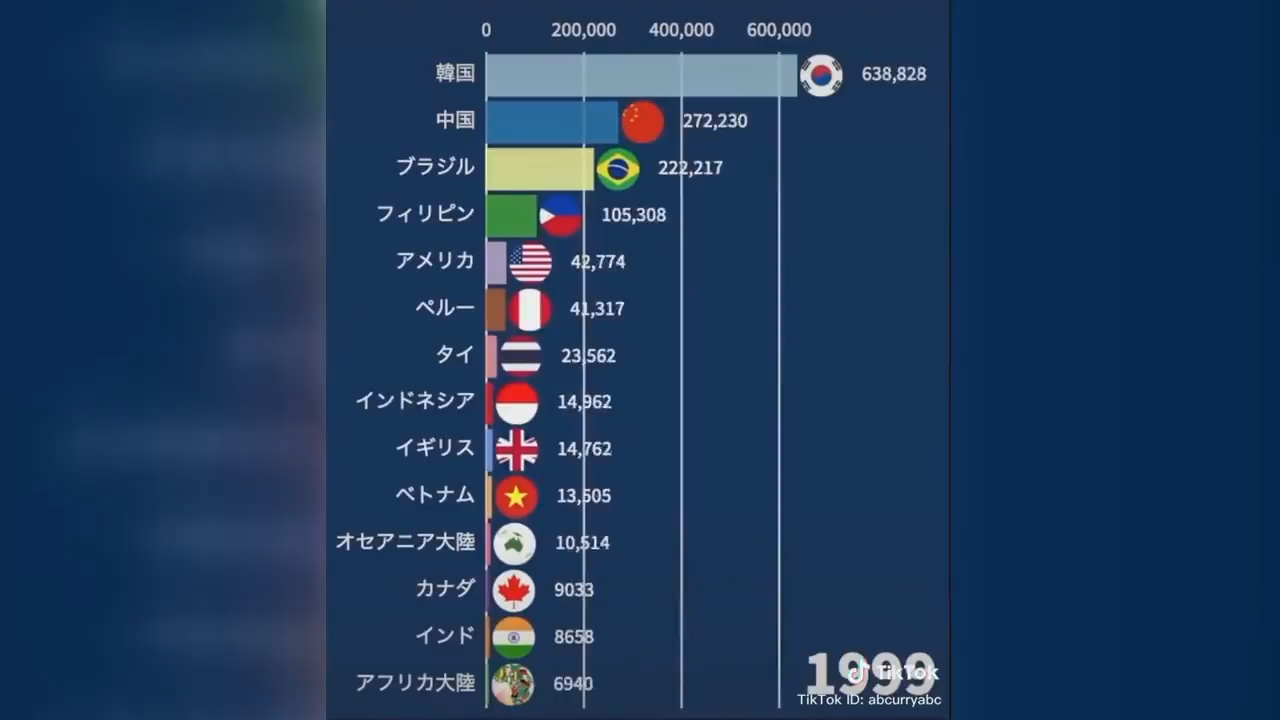 0 200,000 400,000 600,000
韓国 638,828
中国 272,230
ブラジル 222,217
フィリピン 105,308
アメリカ 42,774
ペルー 41,317
タイ 23,562
インドネシア 14,962
イギリス 14,762
ベトナム 13,505
オセアニア大陸 10,514
カナダ 9033
インド 8658
アフリカ大陸 6940
1999
TikTok
TikTok ID: abcurryabc